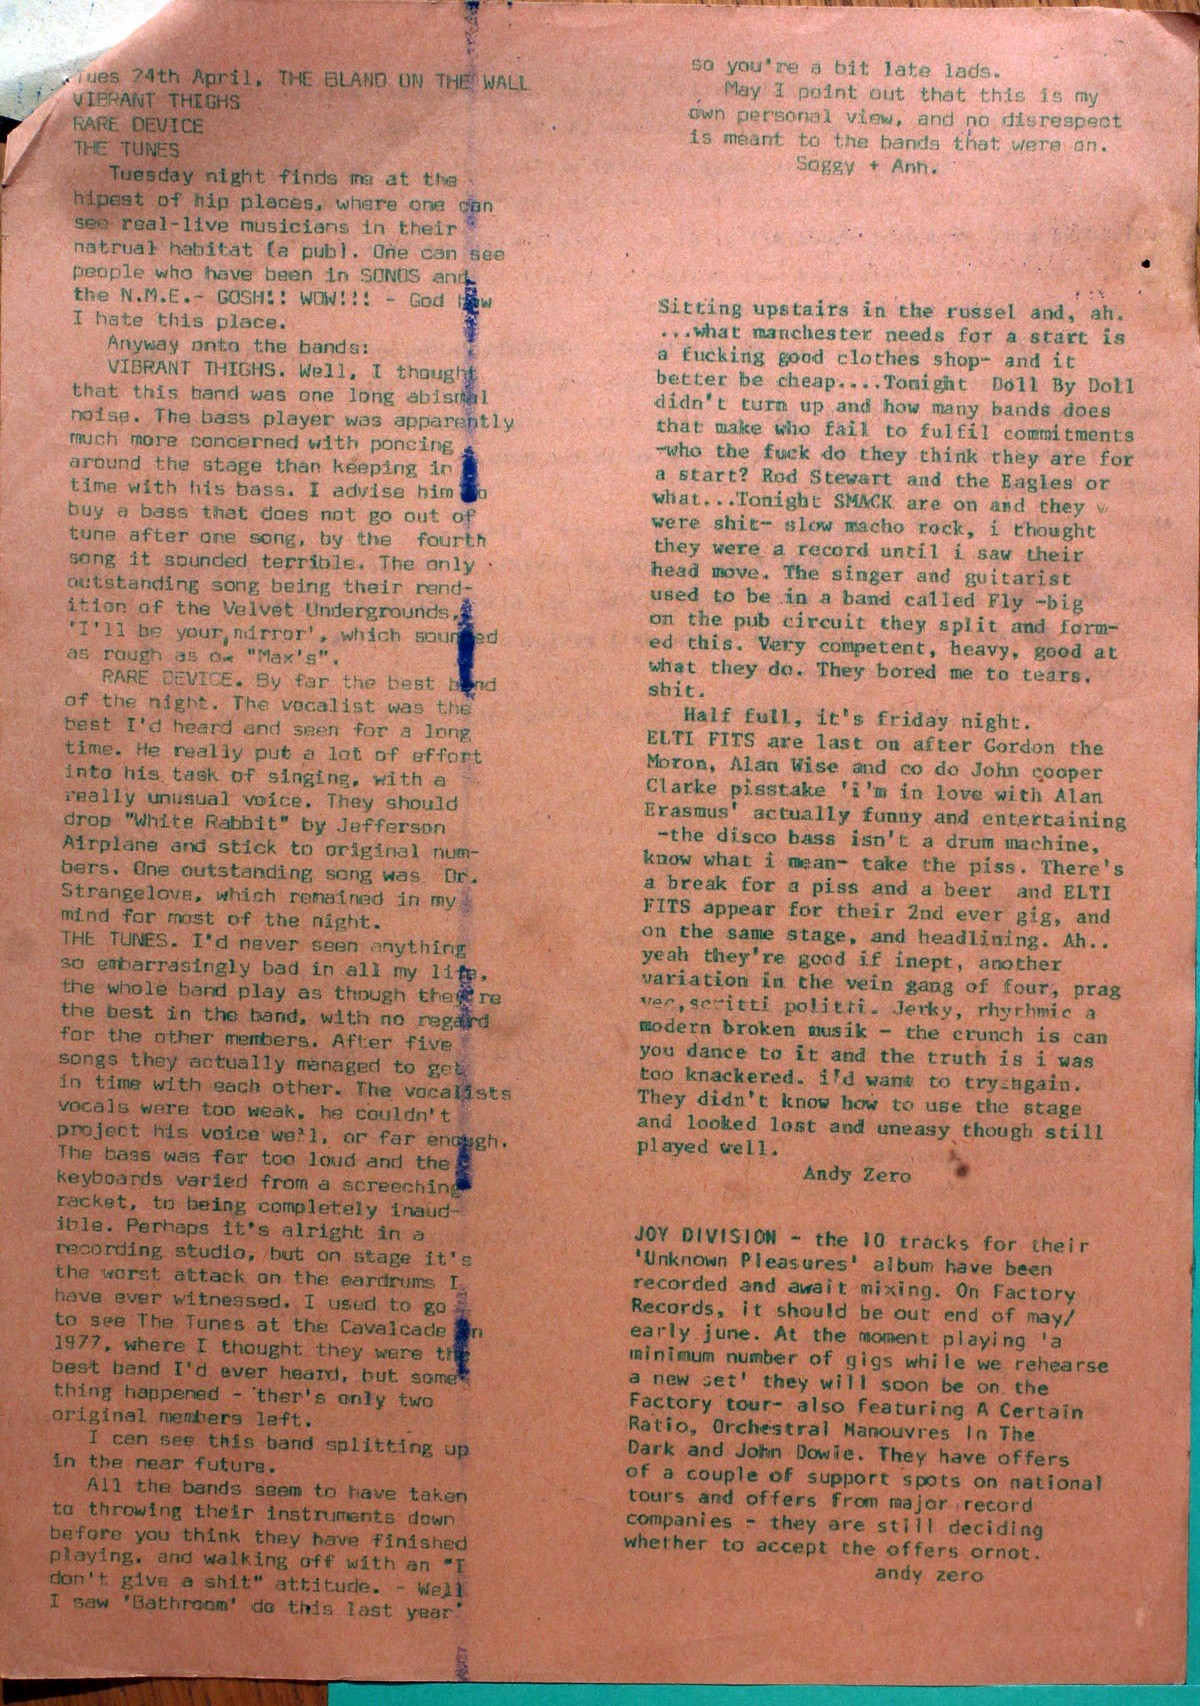 Tues 24th April, THE BLAND ON THE WALL
VIBRANT THIGHS
RARE DEVICE
THE TUNES
Tuesday night finds me at the
hipest of hip places, where one can
see real-live musicians in their
natrual habitat (a pub). One can see
people who have been in SONOS and
the N.M.E.- GOSH!! WOW!!! - God how
I hate this place.
Anyway onto the bands:
VIBRANT THIGHS. Well, I thought
that this band was one long abismal
noise. The bass player was apparently
much more concerned with poncing
around the stage than keeping in
time with his bass. I advise him to
buy a bass that does not go out of
tune after one song, by the fourth
song it sounded terrible. The only
outstanding song being their rend-
ition of the Velvet Undergrounds,
'I'll be your mirror', which sounded
as rough as on "Max's".
RARE DEVICE. By far the best band
of the night. The vocalist was the
best I'd heard and seen for a long
time. He really put a lot of effort
into his task of singing, with a
really unusual voice. They should
drop "White Rabbit" by Jefferson
Airplane and stick to original num-
bers. One outstanding song was Dr.
Strangelove, which remained in my
mind for most of the night.
THE TUNES. I'd never seen anything
so embarrasingly bad in all my life,
the whole band play as though they're
the best in the band, with no regard
for the other members. After five
songs they actually managed to get
in time with each other. The vocalists
vocals were too weak, he couldn't
project his voice well, or far enough.
The bass was far too loud and the
keyboards varied from a screeching
racket, to being completely inaud-
ible. Perhaps it's alright in a
recording studio, but on stage it's
the worst attack on the eardrums I
have ever witnessed. I used to go
to see The Tunes at the Cavalcade in
1977, where I thought they were the
best band I'd ever heard, but some-
thing happened - ther's only two
original members left.
I can see this band splitting up
in the near future.
All the bands seem to have taken
to throwing their instruments down
before you think they have finished
playing, and walking off with an "I
don't give a shit" attitude. - Well
I saw 'Bathroom' do this last year
so you're a bit late lads.
May I point out that this is my
own personal view, and no disrespect
is meant to the bands that were on.
Soggy + Ann.
Sitting upstairs in the russel and, ah.
...what manchester needs for a start is
a fucking good clothes shop- and it
better be cheap....Tonight Doll By Doll
didn't turn up and how many bands does
that make who fail to fulfil commitments
-who the fuck do they think they are for
a start? Rod Stewart and the Eagles or
what...Tonight SMACK are on and they
were shit- slow macho rock, i thought
they were a record until i saw their
head move. The singer and guitarist
used to be in a band called Fly -big
on the pub circuit they split and form-
ed this. Very competent, heavy, good at
what they do. They bored me to tears.
shit.
Half full, it's friday night.
ELTI FITS are last on after Gordon the
Moron, Alan Wise and co do John cooper
Clarke pisstake 'i'm in love with Alan
Erasmus' actually funny and entertaining
-the disco bass isn't a drum machine,
know what i mean- take the piss. There's
a break for a piss and a beer and ELTI
FITS appear for their 2nd ever gig, and
on the same stage, and headlining. Ah..
yeah they're good if inept, another
variation in the vein gang of four, prag
vec,scritti politti. Jerky, rhythmic a
modern broken musik - the crunch is can
you dance to it and the truth is i was
too knackered. i'd want to try again.
They didn't know how to use the stage
and looked lost and uneasy though still
played well.
Andy Zero
JOY DIVISION - the 10 tracks for their
'Unknown Pleasures' album have been
recorded and await mixing. On Factory
Records, it should be out end of may/
early june. At the moment playing 'a
minimum number of gigs while we rehearse
a new set' they will soon be on the
Factory tour- also featuring A Certain
Ratio, Orchestral Manouvres In The
Dark and John Dowie. They have offers
of a couple of support spots on national
tours and offers from major record
companies - they are still deciding
whether to accept the offers ornot.
andy zero